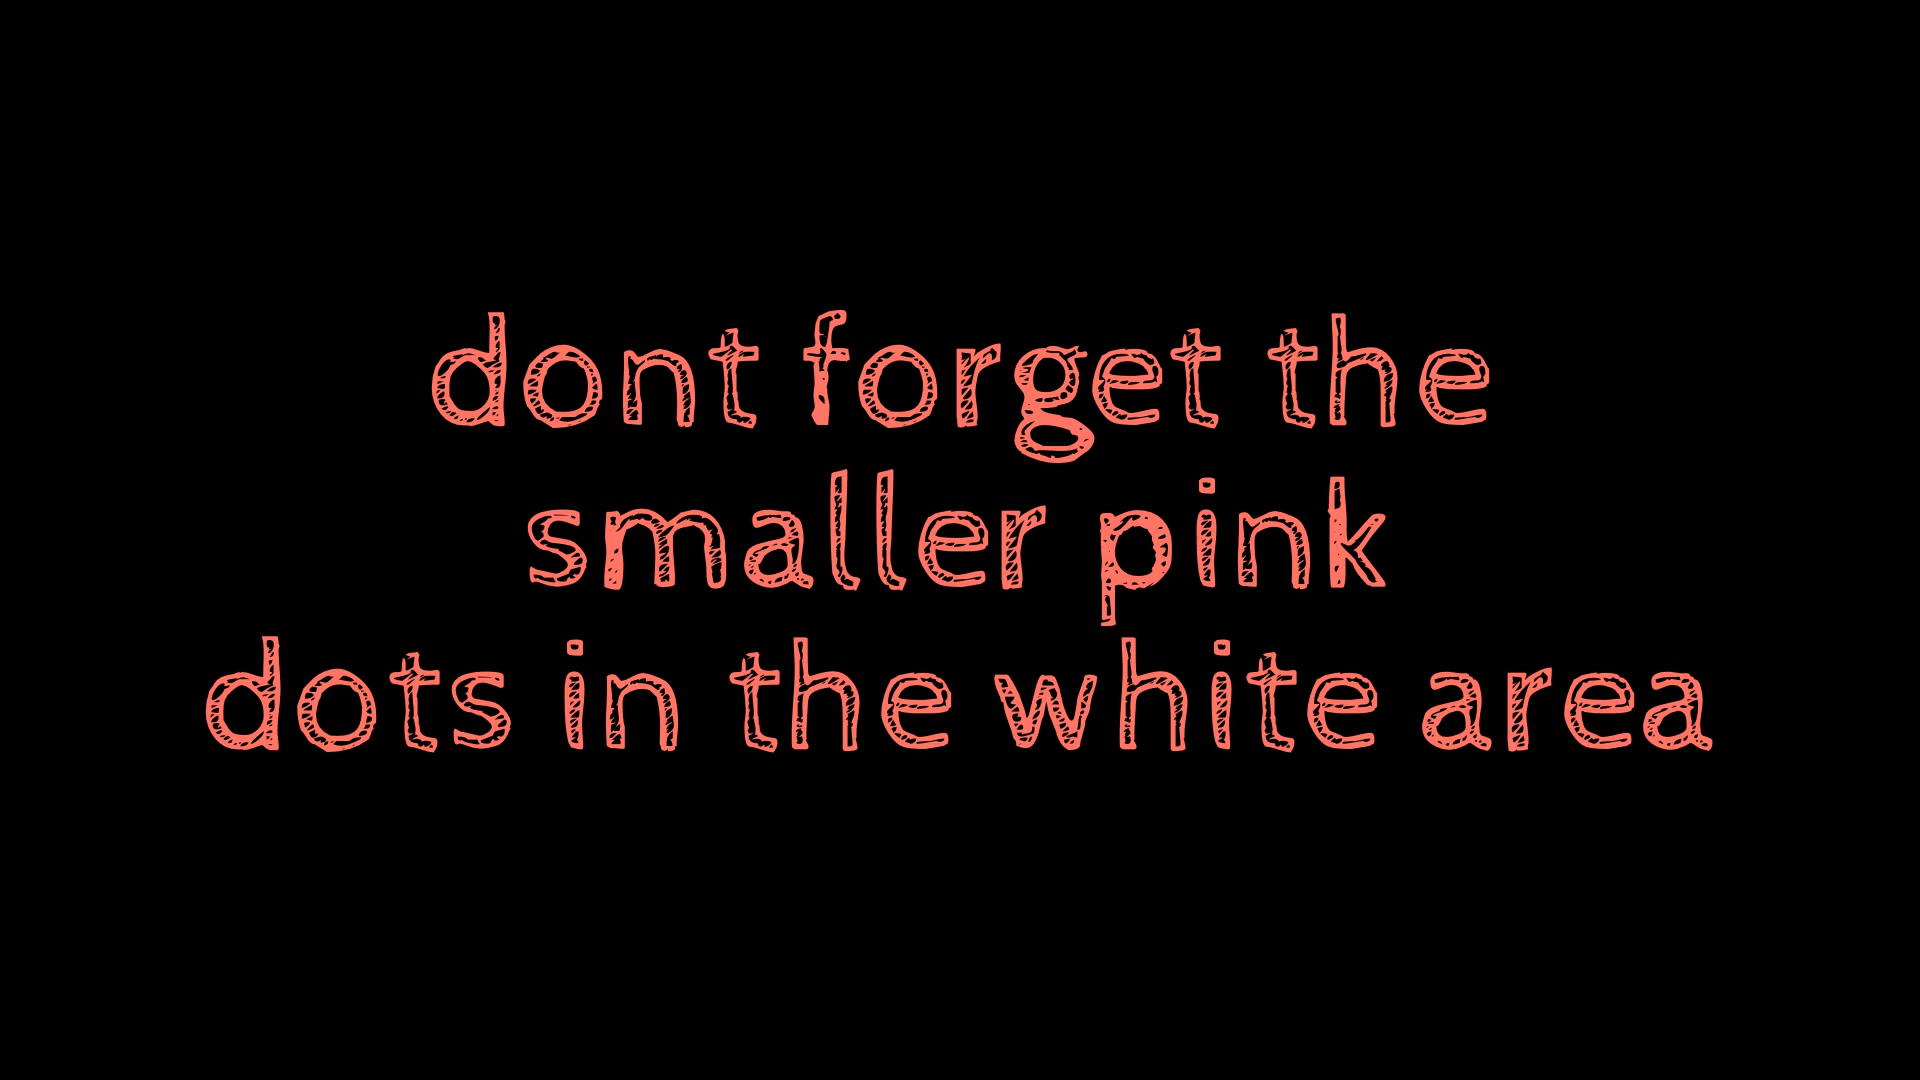 dont forget the
smaller pink
dots in the white area